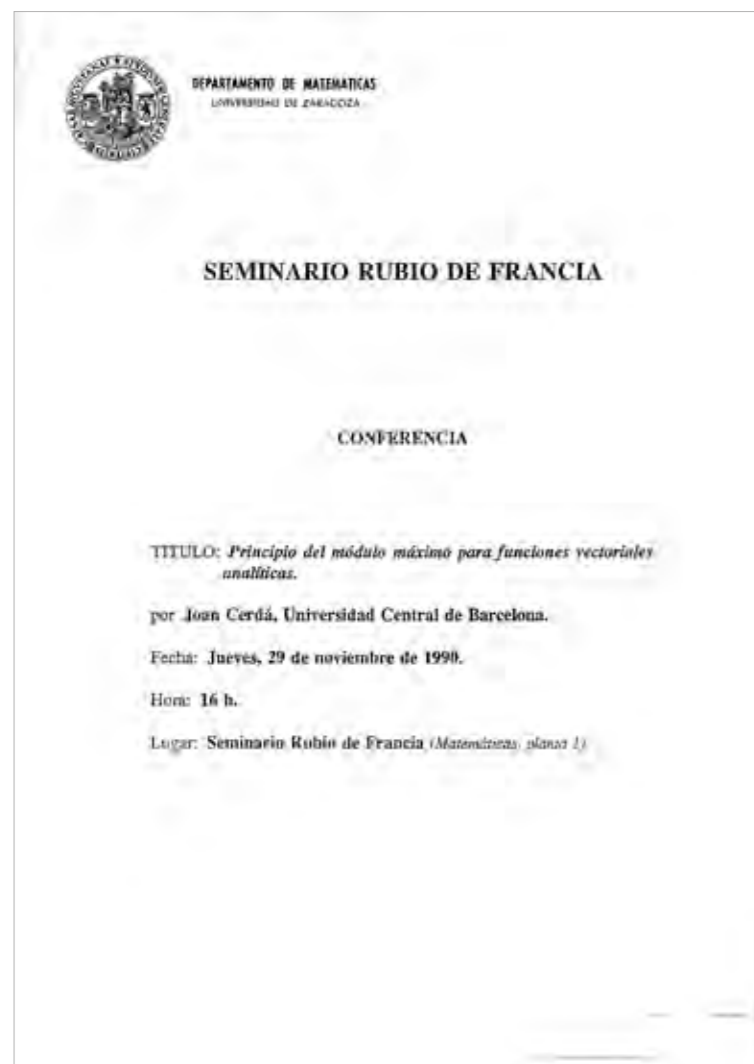 DEPARTAMENTO DE MATEMATICAS
UNIVERSIDAD DE ZARAGOZA
SEMINARIO RUBIO DE FRANCIA
CONFERENCIA
TITULO: Principio del módulo máximo para funciones vectoriales
analíticas.
por Joan Cerdá, Universidad Central de Barcelona.
Fecha: Jueves, 29 de noviembre de 1990.
Hora: 16 h.
Lugar: Seminario Rubio de Francia (Matemáticas, planta 1)